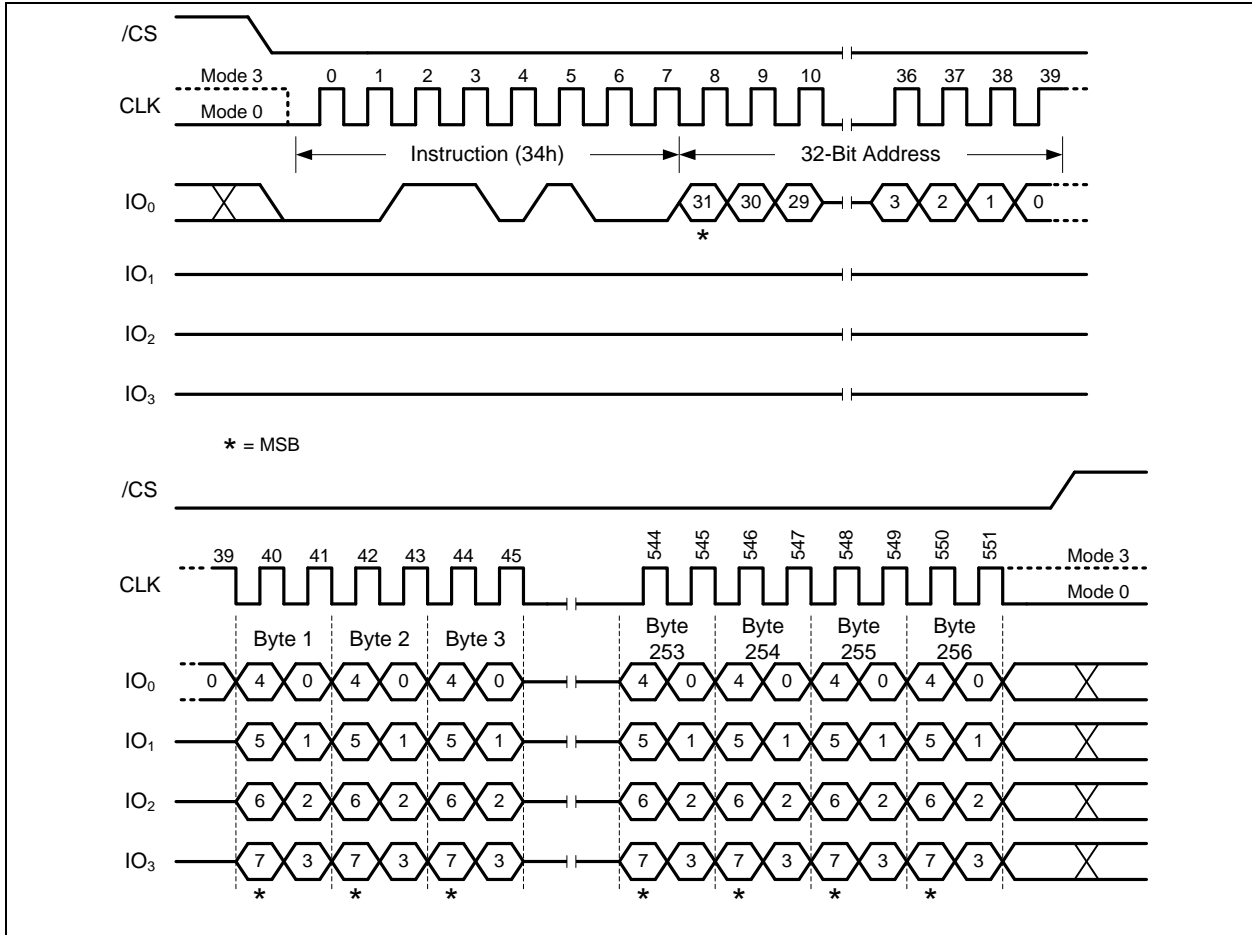 /CS
Mode 3 0 1 2 3 4 5 6 7 8 9 10 36 37 38 39
CLK
Mode 0
Instruction (34h) 32-Bit Address
IO₀ 31 30 29 3 2 1 0
*
IO₁
IO₂
IO₃
* = MSB
/CS
39 40 41 42 43 44 45 544 545 546 547 548 549 550 551 Mode 3
CLK
Mode 0
Byte 1 Byte 2 Byte 3 Byte 253 Byte 254 Byte 255 Byte 256
IO₀ 0 4 0 4 0 4 0 4 0 4 0 4 0 4 0
IO₁ 5 1 5 1 5 1 5 1 5 1 5 1 5 1
IO₂ 6 2 6 2 6 2 6 2 6 2 6 2 6 2
IO₃ 7 3 7 3 7 3 7 3 7 3 7 3 7 3
* * * * * * *